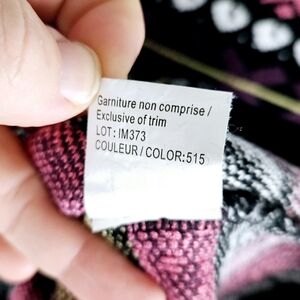 Garniture non comprise /
Exclusive of trim
LOT: IM373
COULEUR / COLOR:515